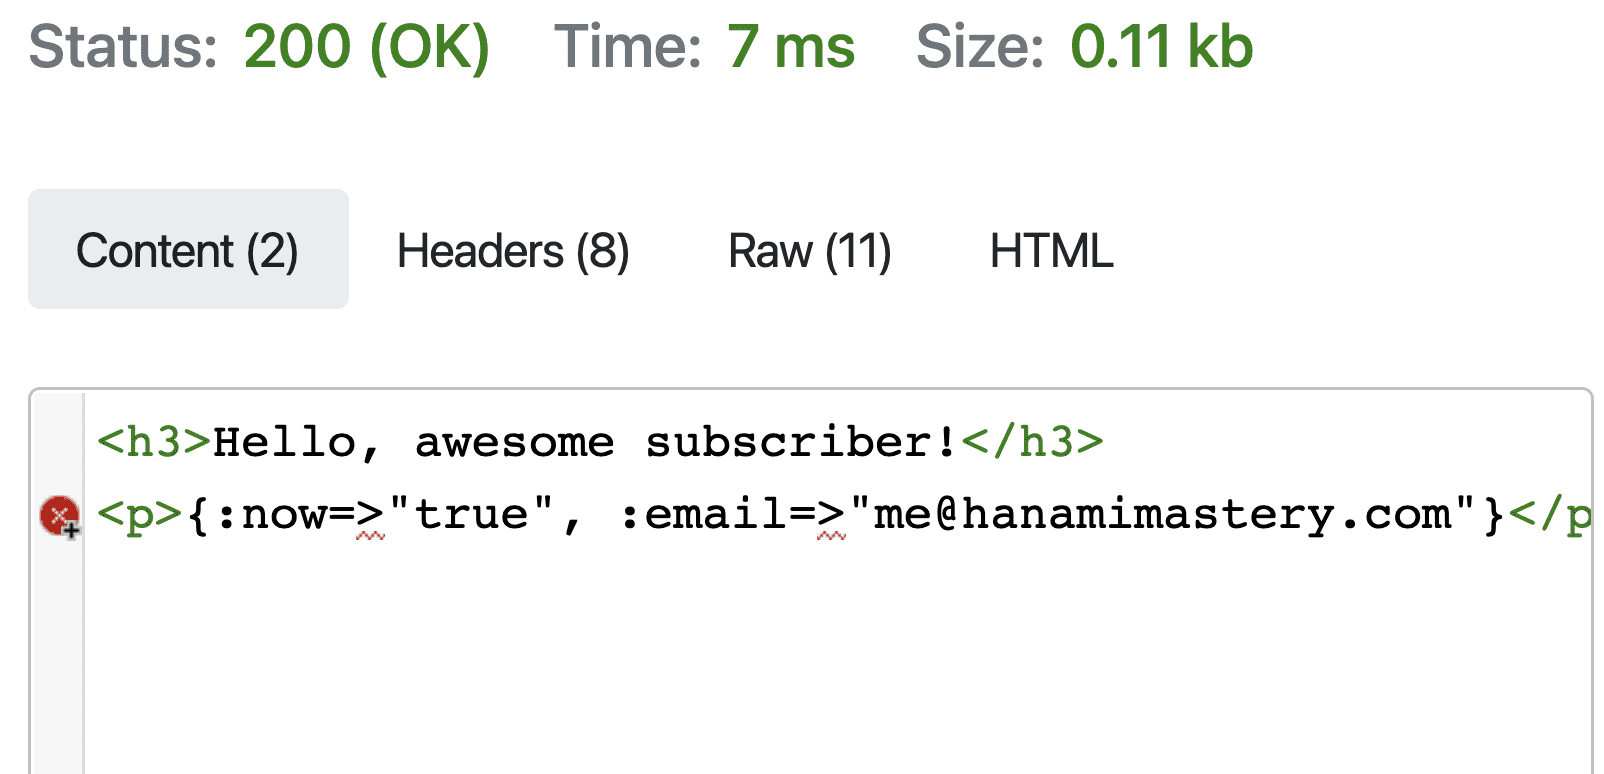 Status: 200 (OK) Time: 7 ms Size: 0.11 kb
Content (2) Headers (8) Raw (11) HTML
<h3>Hello, awesome subscriber!</h3>
<p>{:now=>"true", :email=>"me@hanamimastery.com"}</p